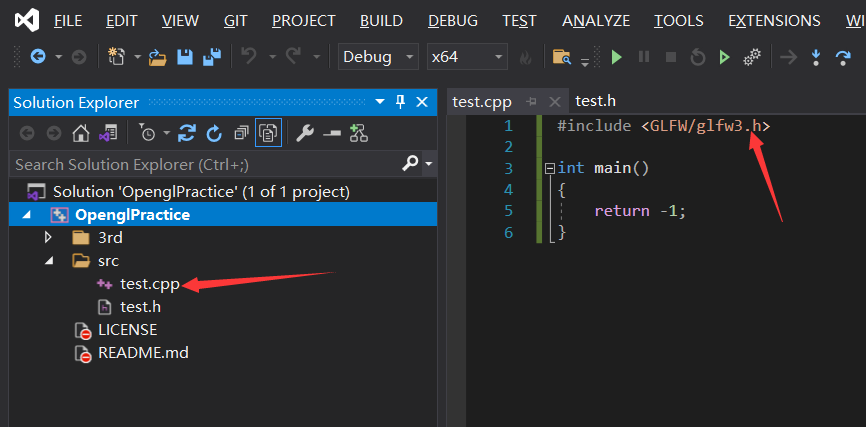 FILE EDIT VIEW GIT PROJECT BUILD DEBUG TEST ANALYZE TOOLS EXTENSIONS WINDOW
Debug x64
Solution Explorer
Search Solution Explorer (Ctrl+;)
Solution 'OpenglPractice' (1 of 1 project)
OpenglPractice
3rd
src
test.cpp
test.h
LICENSE
README.md
test.cpp test.h
1 #include <GLFW/glfw3.h>
2
3 int main()
4 {
5 return -1;
6 }